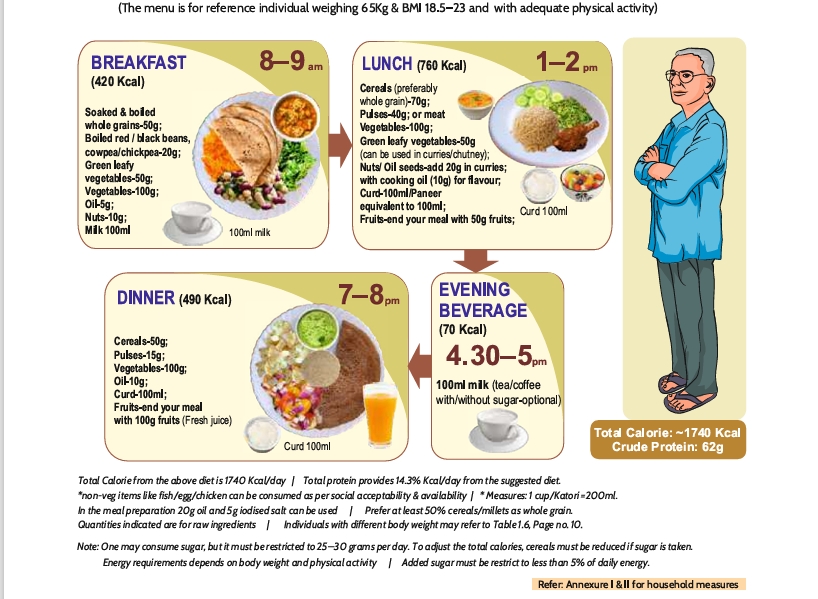 (The menu is for reference individual weighing 65Kg & BMI 18.5–23 and with adequate physical activity)
BREAKFAST
(420 Kcal)
8–9 am
Soaked & boiled
whole grains-50g;
Boiled red / black beans,
cowpea/chickpea-20g;
Green leafy
vegetables-50g;
Vegetables-100g;
Oil-5g;
Nuts-10g;
Milk 100ml
100ml milk
LUNCH (760 Kcal)
1–2 pm
Cereals (preferably
whole grain)-70g;
Pulses-40g; or meat
Vegetables-100g;
Green leafy vegetables-50g
(can be used in curries/chutney);
Nuts/ Oil seeds-add 20g in curries;
with cooking oil (10g) for flavour;
Curd-100ml/Paneer
equivalent to 100ml;
Fruits-end your meal with 50g fruits;
Curd 100ml
EVENING
BEVERAGE
(70 Kcal)
4.30–5pm
100ml milk (tea/coffee
with/without sugar-optional)
DINNER (490 Kcal)
7–8pm
Cereals-50g;
Pulses-15g;
Vegetables-100g;
Oil-10g;
Curd-100ml;
Fruits-end your meal
with 100g fruits (Fresh juice)
Curd 100ml
Total Calorie: ~1740 Kcal
Crude Protein: 62g
Total Calorie from the above diet is 1740 Kcal/day | Total protein provides 14.3% Kcal/day from the suggested diet.
*non-veg items like fish/egg/chicken can be consumed as per social acceptability & availability | * Measures: 1 cup/Katori =200ml.
In the meal preparation 20g oil and 5g iodised salt can be used | Prefer at least 50% cereals/millets as whole grain.
Quantities indicated are for raw ingredients | Individuals with different body weight may refer to Table 1.6, Page no. 10.
Note: One may consume sugar, but it must be restricted to 25–30 grams per day. To adjust the total calories, cereals must be reduced if sugar is taken.
Energy requirements depends on body weight and physical activity | Added sugar must be restrict to less than 5% of daily energy.
Refer: Annexure I & II for household measures